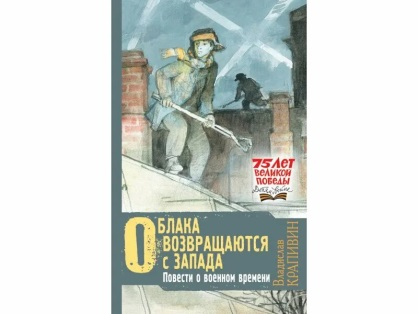 75 ЛЕТ
ВЕЛИКОЙ
ПОБЕДЫ
ОБЛАКА
ВОЗВРАЩАЮТСЯ
С ЗАПАДА
Повести о военном времени
Владислав
КРАПИВИН